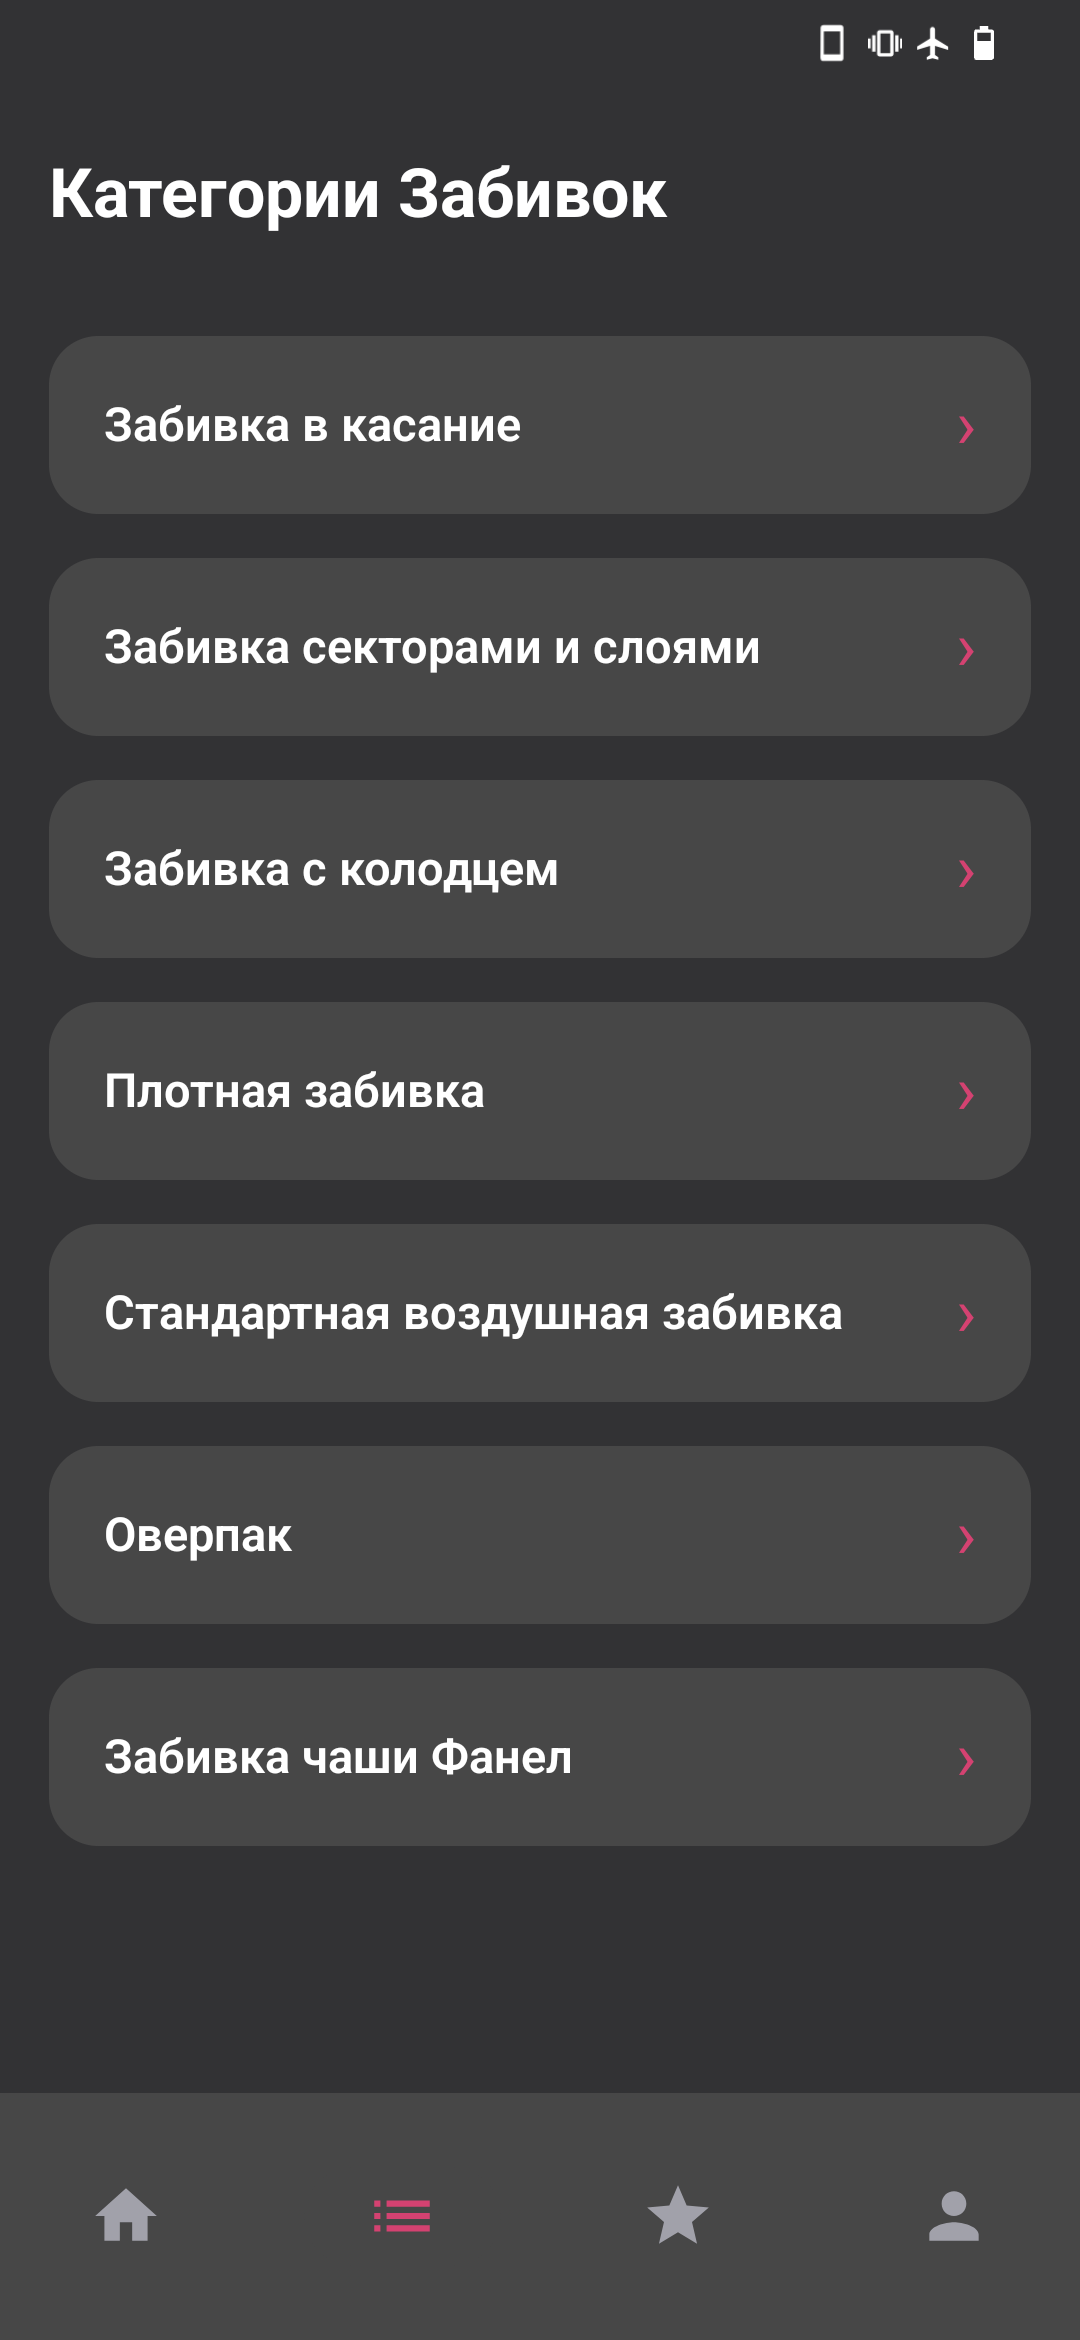 Категории Забивок
Забивка в касание
Забивка секторами и слоями
Забивка с колодцем
Плотная забивка
Стандартная воздушная забивка
Оверпак
Забивка чаши Фанел